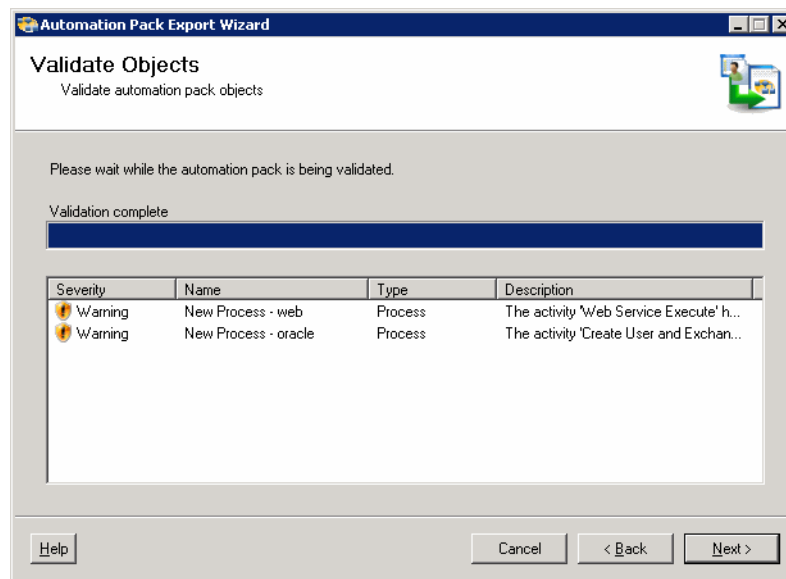 Automation Pack Export Wizard
Validate Objects
Validate automation pack objects
Please wait while the automation pack is being validated.
Validation complete
Severity Name Type Description
Warning New Process - web Process The activity 'Web Service Execute' h...
Warning New Process - oracle Process The activity 'Create User and Exchan...
Help Cancel < Back Next >